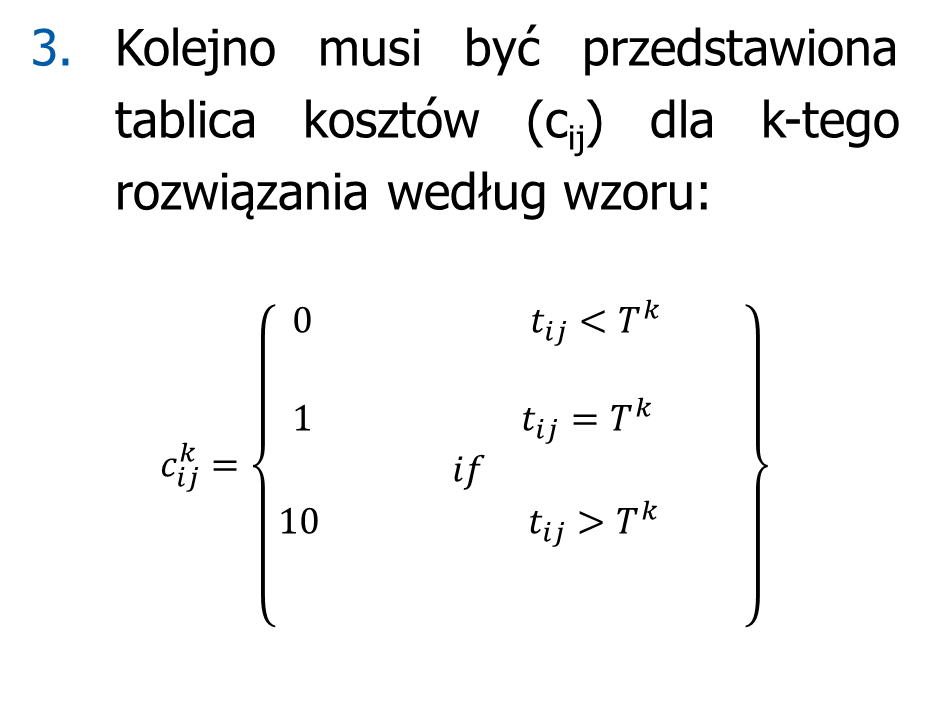 3. Kolejno musi być przedstawiona
tablica kosztów (cij) dla k-tego
rozwiązania według wzoru:
0 tij < T^k
1 tij = T^k
c_ij^k = if
10 tij > T^k